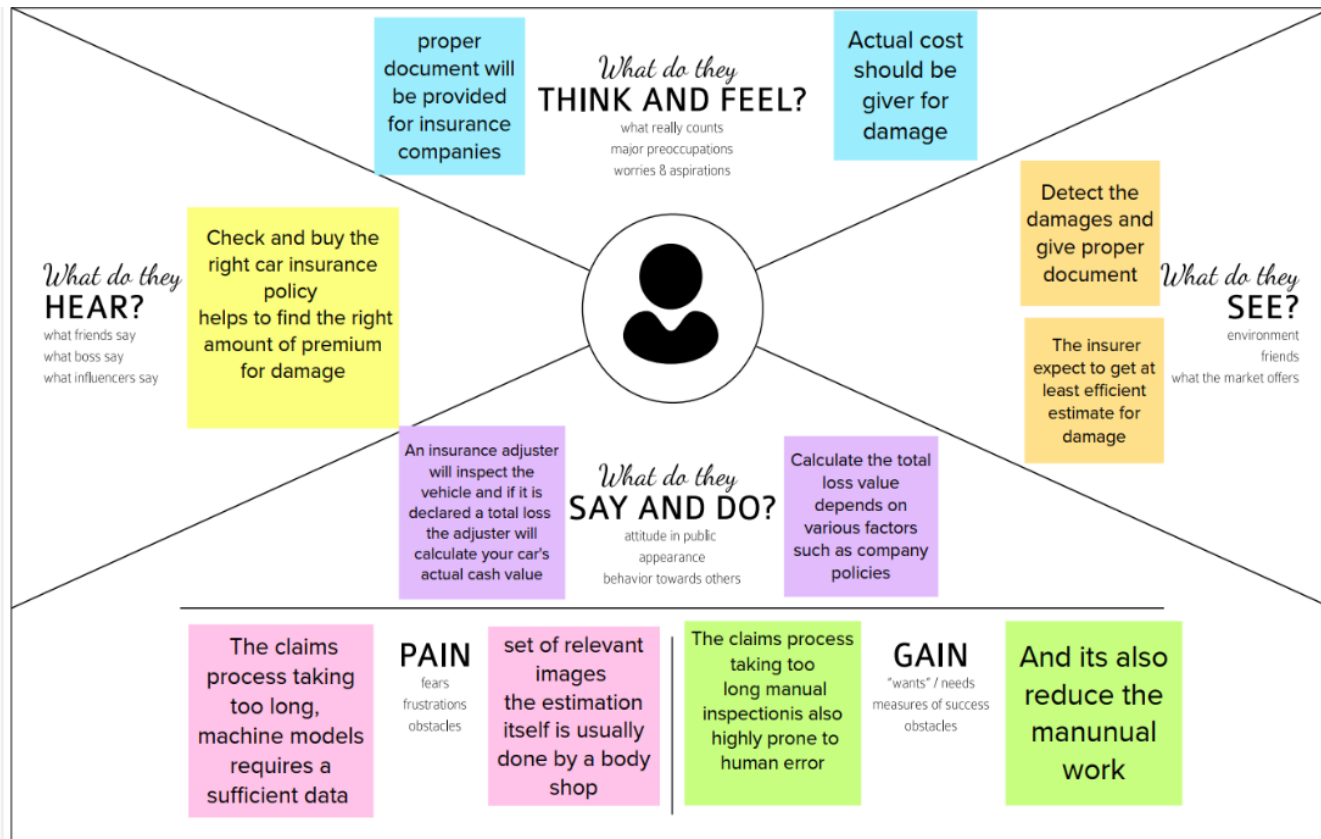 proper
document will
be provided
for insurance
companies
What do they
THINK AND FEEL?
what really counts
major preoccupations
worries & aspirations
Actual cost
should be
giver for
damage
What do they
HEAR?
what friends say
what boss say
what influencers say
Check and buy the
right car insurance
policy
helps to find the right
amount of premium
for damage
Detect the
damages and
give proper
document
The insurer
expect to get at
least efficient
estimate for
damage
What do they
SEE?
environment
friends
what the market offers
An insurance adjuster
will inspect the
vehicle and if it is
declared a total loss
the adjuster will
calculate your car's
actual cash value
What do they
SAY AND DO?
attitude in public
appearance
behavior towards others
Calculate the total
loss value
depends on
various factors
such as company
policies
The claims
process taking
too long,
machine models
requires a
sufficient data
PAIN
fears
frustrations
obstacles
set of relevant
images
the estimation
itself is usually
done by a body
shop
The claims process
taking too
long manual
inspectionis also
highly prone to
human error
GAIN
"wants" / needs
measures of success
obstacles
And its also
reduce the
manunual
work